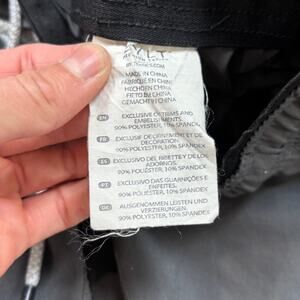 MADE IN CHINA
FABRIQUÉ EN CHINE
HECHO EN CHINA
FEITO EM CHINA
GEMACHT IN CHINA
EN
EXCLUSIVE OF TRIMS AND
EMBELLISHMENTS.
90% POLYESTER, 10% SPANDEX
FR
EXCLUSIF DE ORNEMENT ET DE
DECORATION
90% POLYESTER, 10% SPANDEX
ES
EXCLUSIVO DEL RIBETE Y DE LOS
ADORNOS.
90% POLYESTER, 10% SPANDEX
PT
EXCLUSIVO DAS GUARNIÇÕES E
ENFEITES.
90% POLYESTER, 10% SPANDEX
DE
AUSGENOMMEN LEISTEN UND
VERZIERUNGEN.
90% POLYESTER, 10% SPANDEX